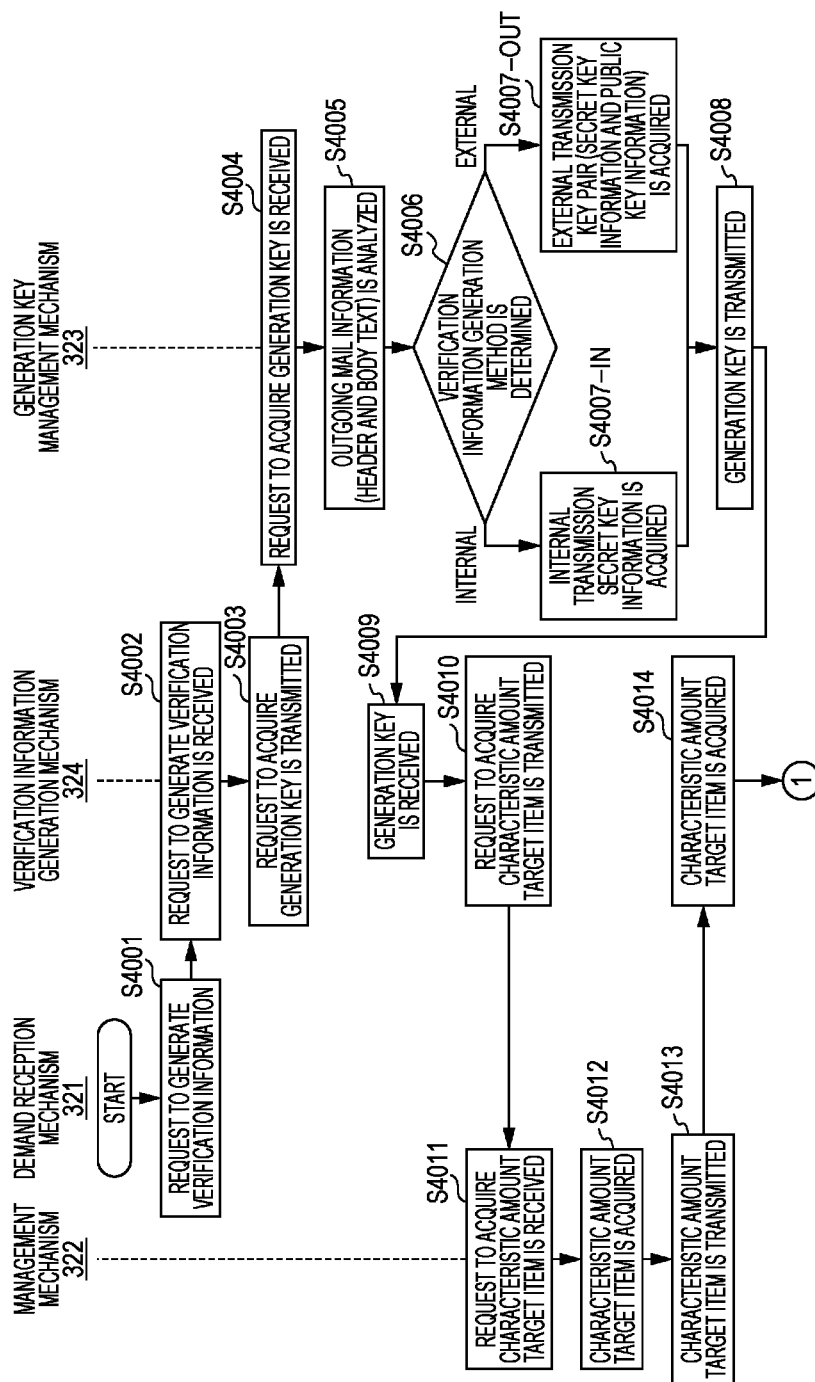 MANAGEMENT
MECHANISM
322
DEMAND RECEPTION
MECHANISM
321
VERIFICATION INFORMATION
GENERATION MECHANISM
324
GENERATION KEY
MANAGEMENT MECHANISM
323
START
S4001
REQUEST TO GENERATE
VERIFICATION INFORMATION
S4002
REQUEST TO GENERATE VERIFICATION
INFORMATION IS RECEIVED
S4003
REQUEST TO ACQUIRE
GENERATION KEY IS TRANSMITTED
S4004
REQUEST TO ACQUIRE GENERATION KEY IS RECEIVED
S4005
OUTGOING MAIL INFORMATION
(HEADER AND BODY TEXT) IS ANALYZED
S4006
VERIFICATION
INFORMATION GENERATION
METHOD IS
DETERMINED
INTERNAL
EXTERNAL
S4007-IN
INTERNAL
TRANSMISSION
SECRET KEY
INFORMATION IS
ACQUIRED
S4007-OUT
EXTERNAL TRANSMISSION
KEY PAIR (SECRET KEY
INFORMATION AND PUBLIC
KEY INFORMATION)
IS ACQUIRED
S4008
GENERATION KEY IS TRANSMITTED
S4009
GENERATION KEY
IS RECEIVED
S4010
REQUEST TO ACQUIRE
CHARACTERISTIC AMOUNT
TARGET ITEM IS TRANSMITTED
S4011
REQUEST TO ACQUIRE
CHARACTERISTIC AMOUNT
TARGET ITEM IS RECEIVED
S4012
CHARACTERISTIC AMOUNT
TARGET ITEM IS ACQUIRED
S4013
CHARACTERISTIC AMOUNT
TARGET ITEM IS TRANSMITTED
S4014
CHARACTERISTIC AMOUNT
TARGET ITEM IS ACQUIRED
1